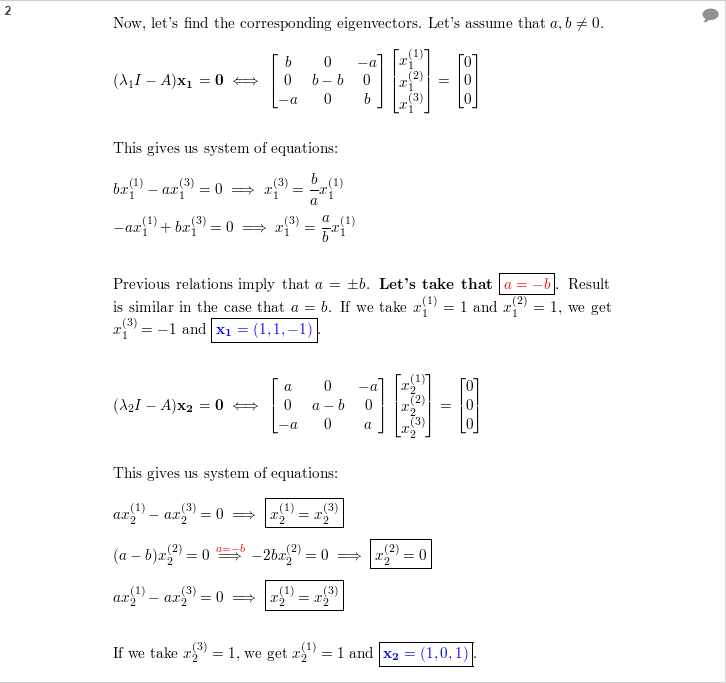 2
Now, let's find the corresponding eigenvectors. Let's assume that $a, b \neq 0$.
$(\lambda_1 I - A)\mathbf{x_1} = \mathbf{0} \iff \begin{bmatrix} b & 0 & -a \\ 0 & b-b & 0 \\ -a & 0 & b \end{bmatrix} \begin{bmatrix} x_1^{(1)} \\ x_1^{(2)} \\ x_1^{(3)} \end{bmatrix} = \begin{bmatrix} 0 \\ 0 \\ 0 \end{bmatrix}$
This gives us system of equations:
$bx_1^{(1)} - ax_1^{(3)} = 0 \implies x_1^{(3)} = \frac{b}{a}x_1^{(1)}$
$-ax_1^{(1)} + bx_1^{(3)} = 0 \implies x_1^{(3)} = \frac{a}{b}x_1^{(1)}$
Previous relations imply that $a = \pm b$. Let's take that $a = -b$. Result
is similar in the case that $a = b$. If we take $x_1^{(1)} = 1$ and $x_1^{(2)} = 1$, we get
$x_1^{(3)} = -1$ and $\mathbf{x_1} = (1, 1, -1)$.
$(\lambda_2 I - A)\mathbf{x_2} = \mathbf{0} \iff \begin{bmatrix} a & 0 & -a \\ 0 & a-b & 0 \\ -a & 0 & a \end{bmatrix} \begin{bmatrix} x_2^{(1)} \\ x_2^{(2)} \\ x_2^{(3)} \end{bmatrix} = \begin{bmatrix} 0 \\ 0 \\ 0 \end{bmatrix}$
This gives us system of equations:
$ax_2^{(1)} - ax_2^{(3)} = 0 \implies x_2^{(1)} = x_2^{(3)}$
$(a - b)x_2^{(2)} = 0 \overset{a=-b}{\implies} -2bx_2^{(2)} = 0 \implies x_2^{(2)} = 0$
$ax_2^{(1)} - ax_2^{(3)} = 0 \implies x_2^{(1)} = x_2^{(3)}$
If we take $x_2^{(3)} = 1$, we get $x_2^{(1)} = 1$ and $\mathbf{x_2} = (1, 0, 1)$.